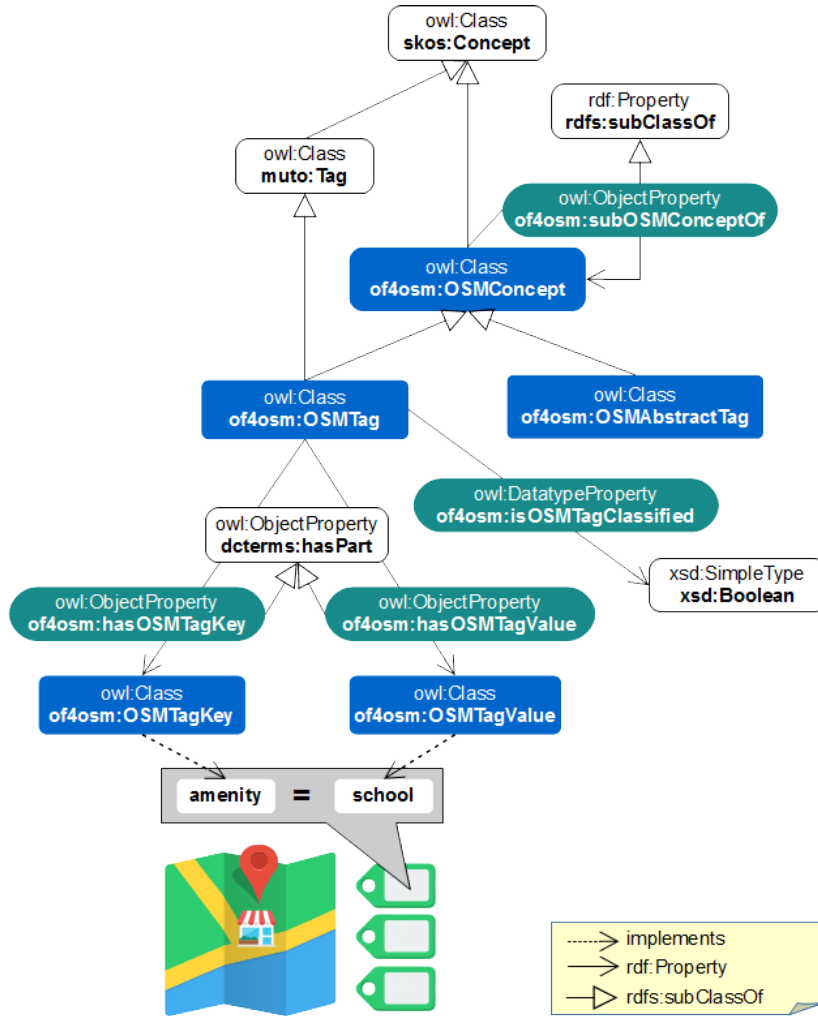 owl:Class
skos:Concept
rdf:Property
rdfs:subClassOf
owl:Class
muto:Tag
owl:ObjectProperty
of4osm:subOSMConceptOf
owl:Class
of4osm:OSMConcept
owl:Class
of4osm:OSMTag
owl:Class
of4osm:OSMAbstractTag
owl:DatatypeProperty
of4osm:isOSMTagClassified
owl:ObjectProperty
dcterms:hasPart
xsd:SimpleType
xsd:Boolean
owl:ObjectProperty
of4osm:hasOSMTagKey
owl:ObjectProperty
of4osm:hasOSMTagValue
owl:Class
of4osm:OSMTagKey
owl:Class
of4osm:OSMTagValue
amenity = school
implements
rdf:Property
rdfs:subClassOf